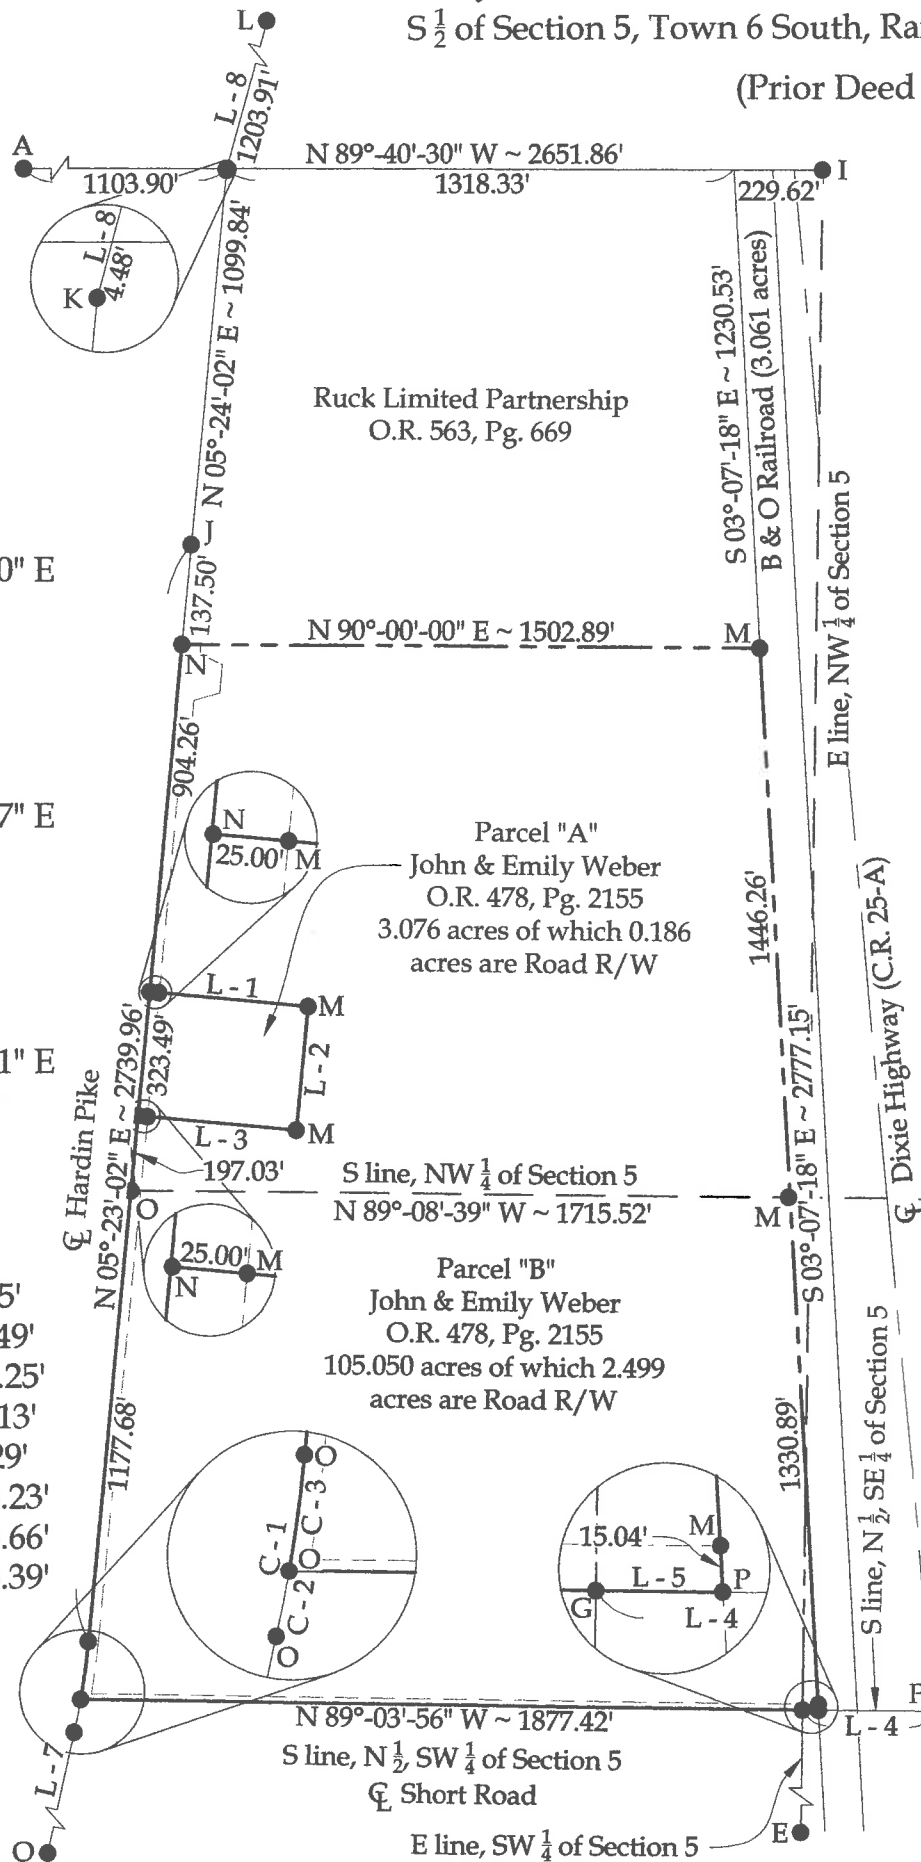 S 1/2 of Section 5, Town 6 South, Ra
(Prior Deed
L
L - 8
1203.91'
A
N 89°-40'-30" W ~ 2651.86'
I
1103.90'
1318.33'
229.62'
L - 8
4.48'
K
N 05°-24'-02" E ~ 1099.84'
S 03°-07'-18" E ~ 1230.53'
B & O Railroad (3.061 acres)
Ruck Limited Partnership
O.R. 563, Pg. 669
E line, NW 1/4 of Section 5
J
0" E
137.50'
N 90°-00'-00" E ~ 1502.89'
M
N
904.26'
7" E
N
25.00'
M
Parcel "A"
John & Emily Weber
O.R. 478, Pg. 2155
3.076 acres of which 0.186
acres are Road R/W
1446.26'
L - 1
M
L - 2
323.49'
L - 3
M
1" E
℄ Hardin Pike
N 05°-23'-02" E ~ 2739.96'
197.03'
S line, NW 1/4 of Section 5
O
N 89°-08'-39" W ~ 1715.52'
M
S 03°-07'-18" E ~ 2777.15'
℄ Dixie Highway (C.R. 25-A)
25.00'
M
N
Parcel "B"
John & Emily Weber
O.R. 478, Pg. 2155
105.050 acres of which 2.499
acres are Road R/W
5'
49'
.25'
13'
29'
.23'
.66'
.39'
1177.68'
1330.89'
S line, N 1/2, SE 1/4 of Section 5
O
C - 3
C - 1
O
C - 2
O
M
15.04'
L - 5
P
G
L - 4
N 89°-03'-56" W ~ 1877.42'
L - 4
S line, N 1/2, SW 1/4 of Section 5
℄ Short Road
L - 7
O
E line, SW 1/4 of Section 5
E